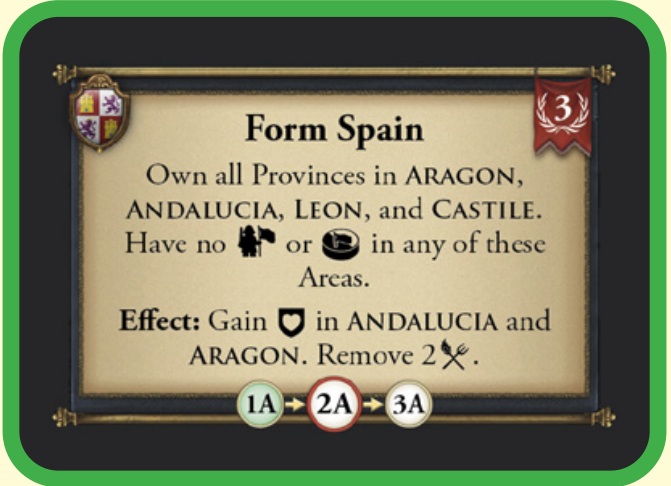 3
Form Spain
Own all Provinces in ARAGON,
ANDALUCIA, LEON, and CASTILE.
Have no or in any of these
Areas.
Effect: Gain in ANDALUCIA and
ARAGON. Remove 2.
1A 2A 3A